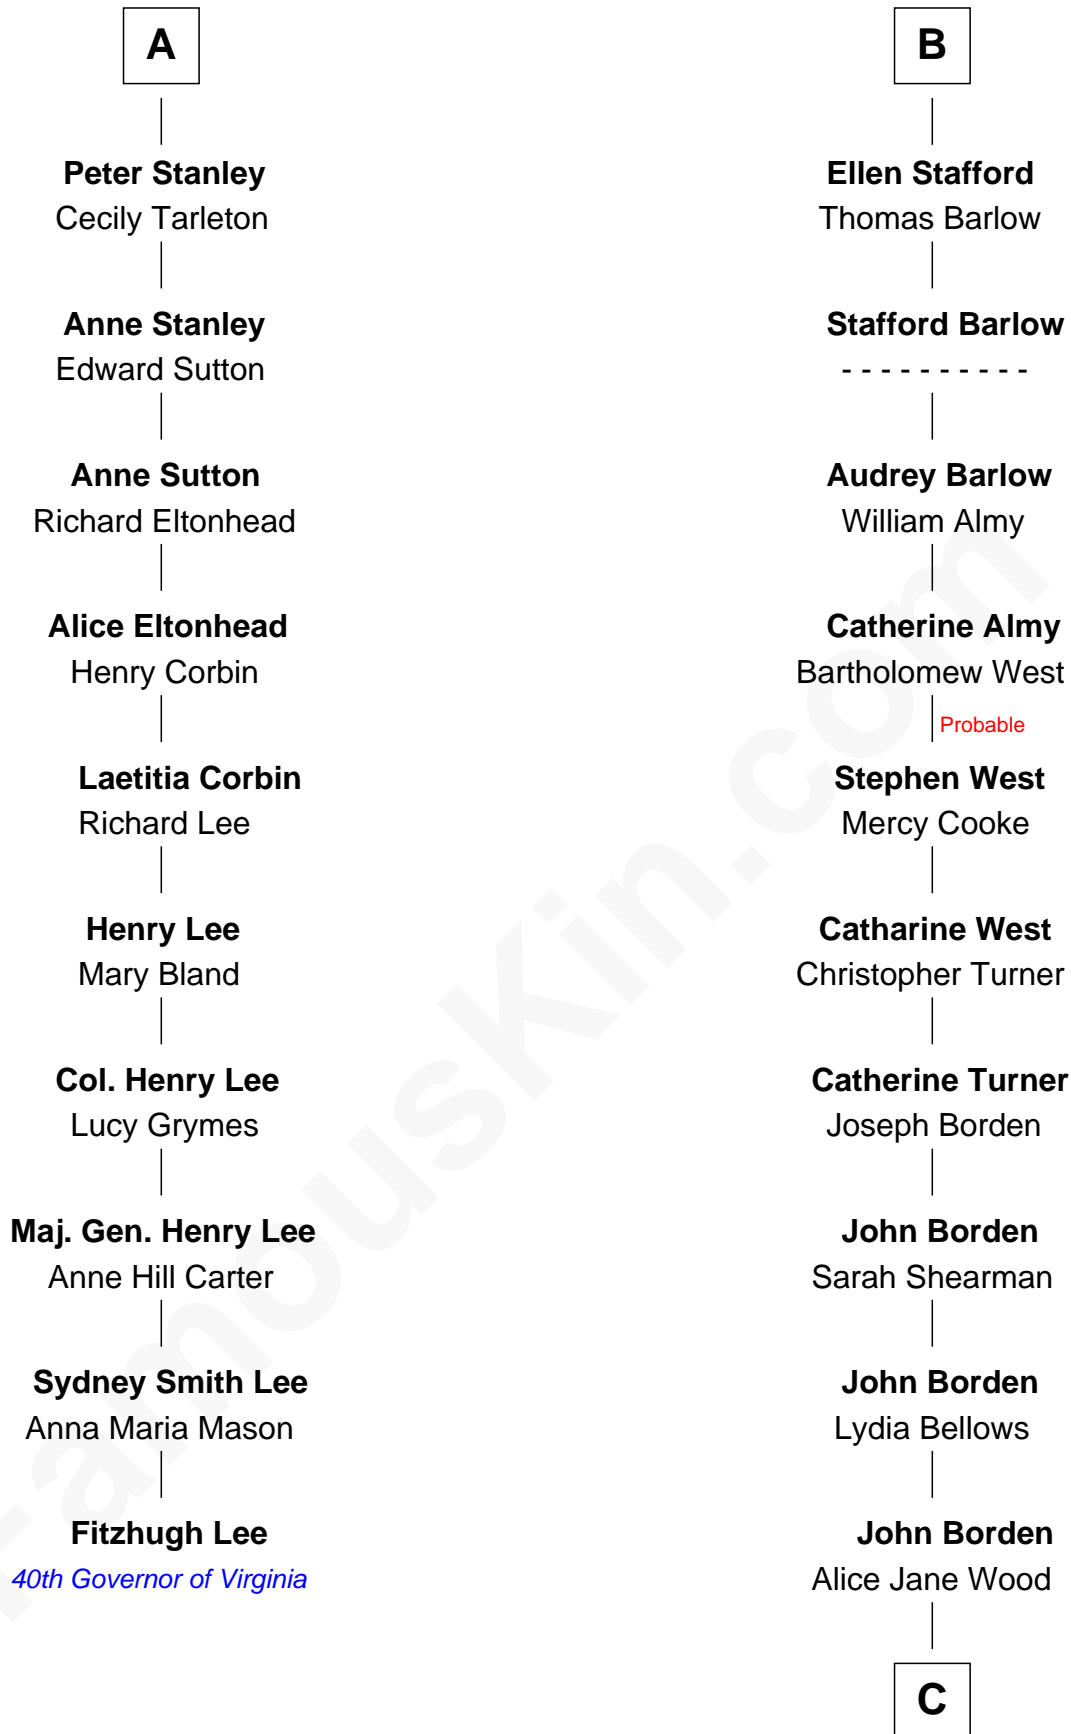 A
Peter Stanley
Cecily Tarleton
Anne Stanley
Edward Sutton
Anne Sutton
Richard Eltonhead
Alice Eltonhead
Henry Corbin
Laetitia Corbin
Richard Lee
Henry Lee
Mary Bland
Col. Henry Lee
Lucy Grymes
Maj. Gen. Henry Lee
Anne Hill Carter
Sydney Smith Lee
Anna Maria Mason
Fitzhugh Lee
40th Governor of Virginia
B
Ellen Stafford
Thomas Barlow
Stafford Barlow
- - - - - - - - - -
Audrey Barlow
William Almy
Catherine Almy
Bartholomew West
Probable
Stephen West
Mercy Cooke
Catharine West
Christopher Turner
Catherine Turner
Joseph Borden
John Borden
Sarah Shearman
John Borden
Lydia Bellows
John Borden
Alice Jane Wood
C
FamousKin.com